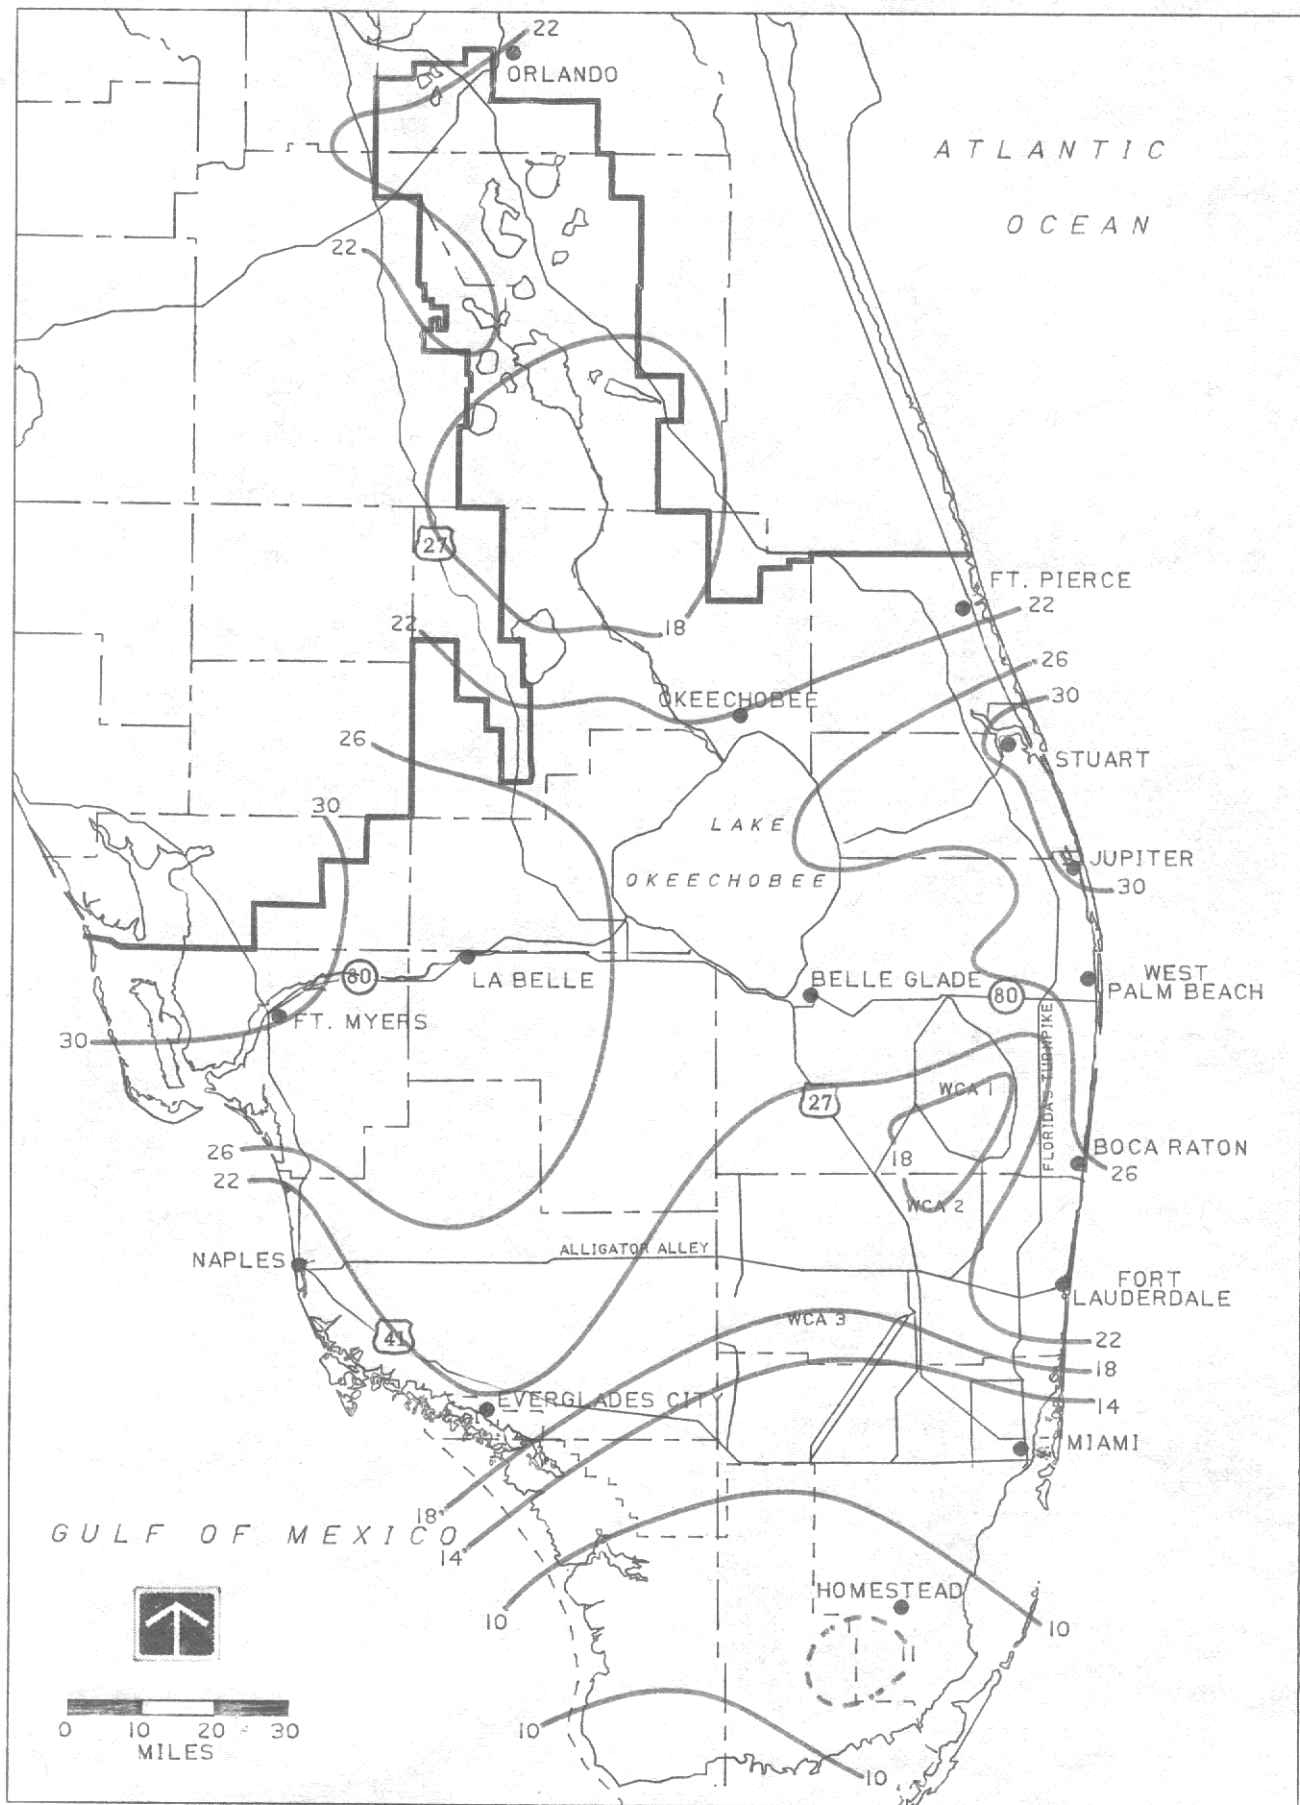 22
ORLANDO
ATLANTIC
OCEAN
22
27
FT. PIERCE
22
18
22
26
30
OKEECHOBEE
26
STUART
30
LAKE
JUPITER
OKEECHOBEE
30
80
LA BELLE
BELLE GLADE
80
WEST
PALM BEACH
FT. MYERS
30
FLORIDAS TURNPIKE
WCA 1
27
26
18
BOCA RATON
26
22
WCA 2
NAPLES
ALLIGATOR ALLEY
FORT
LAUDERDALE
WCA 3
41
22
18
EVERGLADES CITY
14
MIAMI
18
GULF OF MEXICO
14
HOMESTEAD
10
10
11
0 10 20 30
MILES
10
10